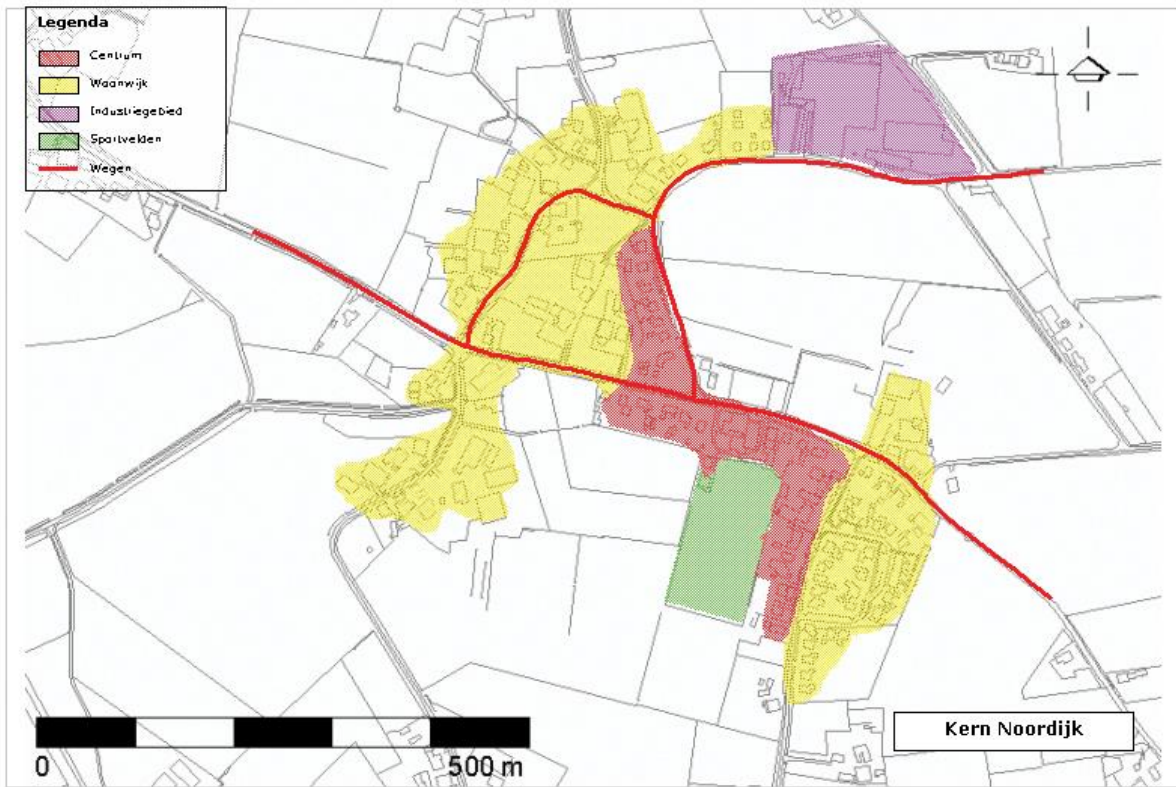 Legenda
Centrum
Woonwijk
Industriegebied
Sportvelden
Wegen
Kern Noordijk
0 500 m